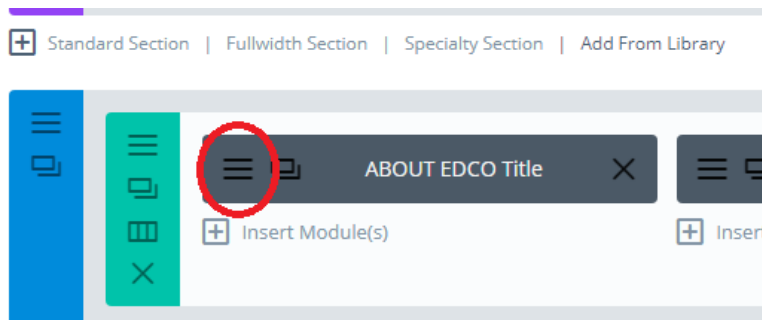 Standard Section | Fullwidth Section | Specialty Section | Add From Library
ABOUT EDCO Title
Insert Module(s)